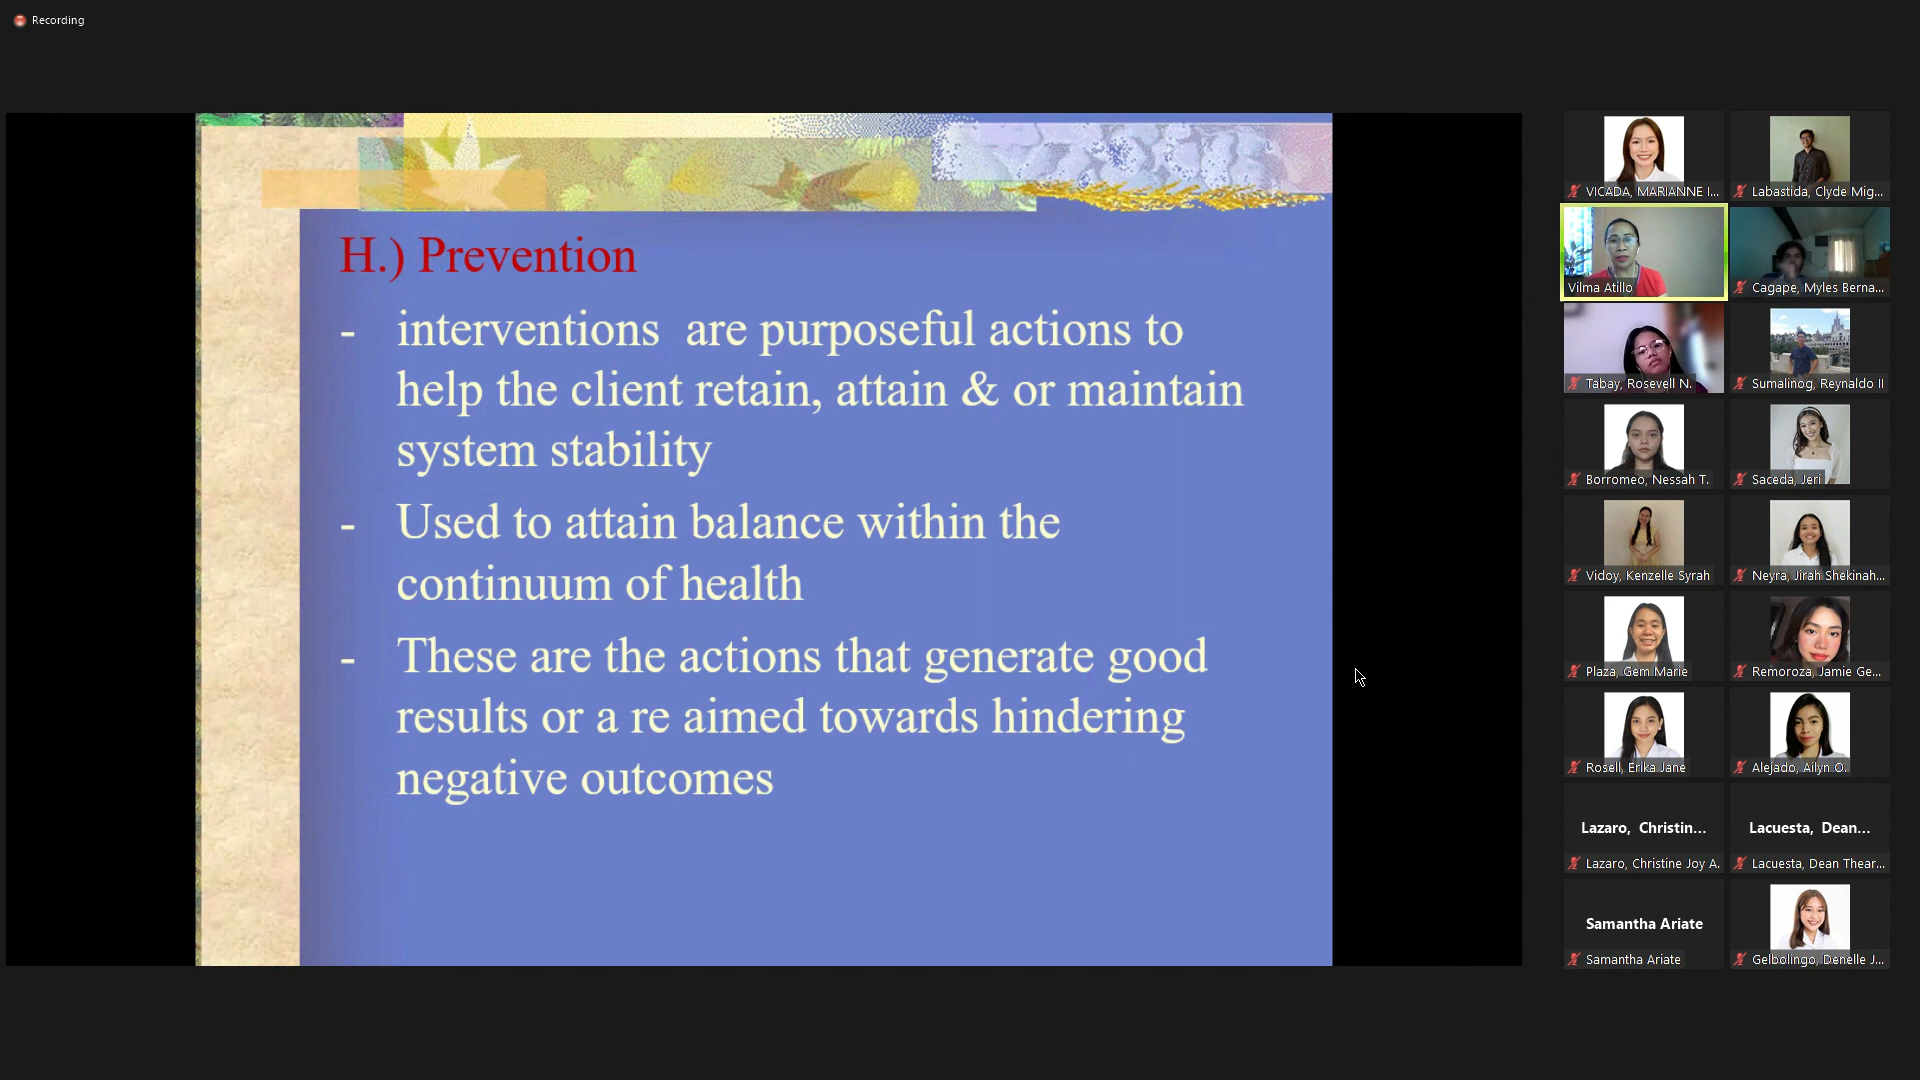 Recording
H.) Prevention
- interventions  are purposeful actions to
help the client retain, attain & or maintain
system stability
- Used to attain balance within the
continuum of health
- These are the actions that generate good
results or a re aimed towards hindering
negative outcomes
VICADA, MARIANNE I...
Labastida, Clyde Mig...
Vilma Atillo
Cagape, Myles Berna...
Tabay, Rosevell N.
Sumalinog, Reynaldo II
Borromeo, Nessah T.
Saceda, Jeri
Vidoy, Kenzelle Syrah
Neyra, Jirah Shekinah...
Plaza, Gem Marie
Remoroza, Jamie Ge...
Rosell, Erika Jane
Alejado, Ailyn O.
Lazaro,  Christin...
Lazaro, Christine Joy A.
Lacuesta,  Dean...
Lacuesta, Dean Thear...
Samantha Ariate
Samantha Ariate
Gelbolingo, Denelle J...